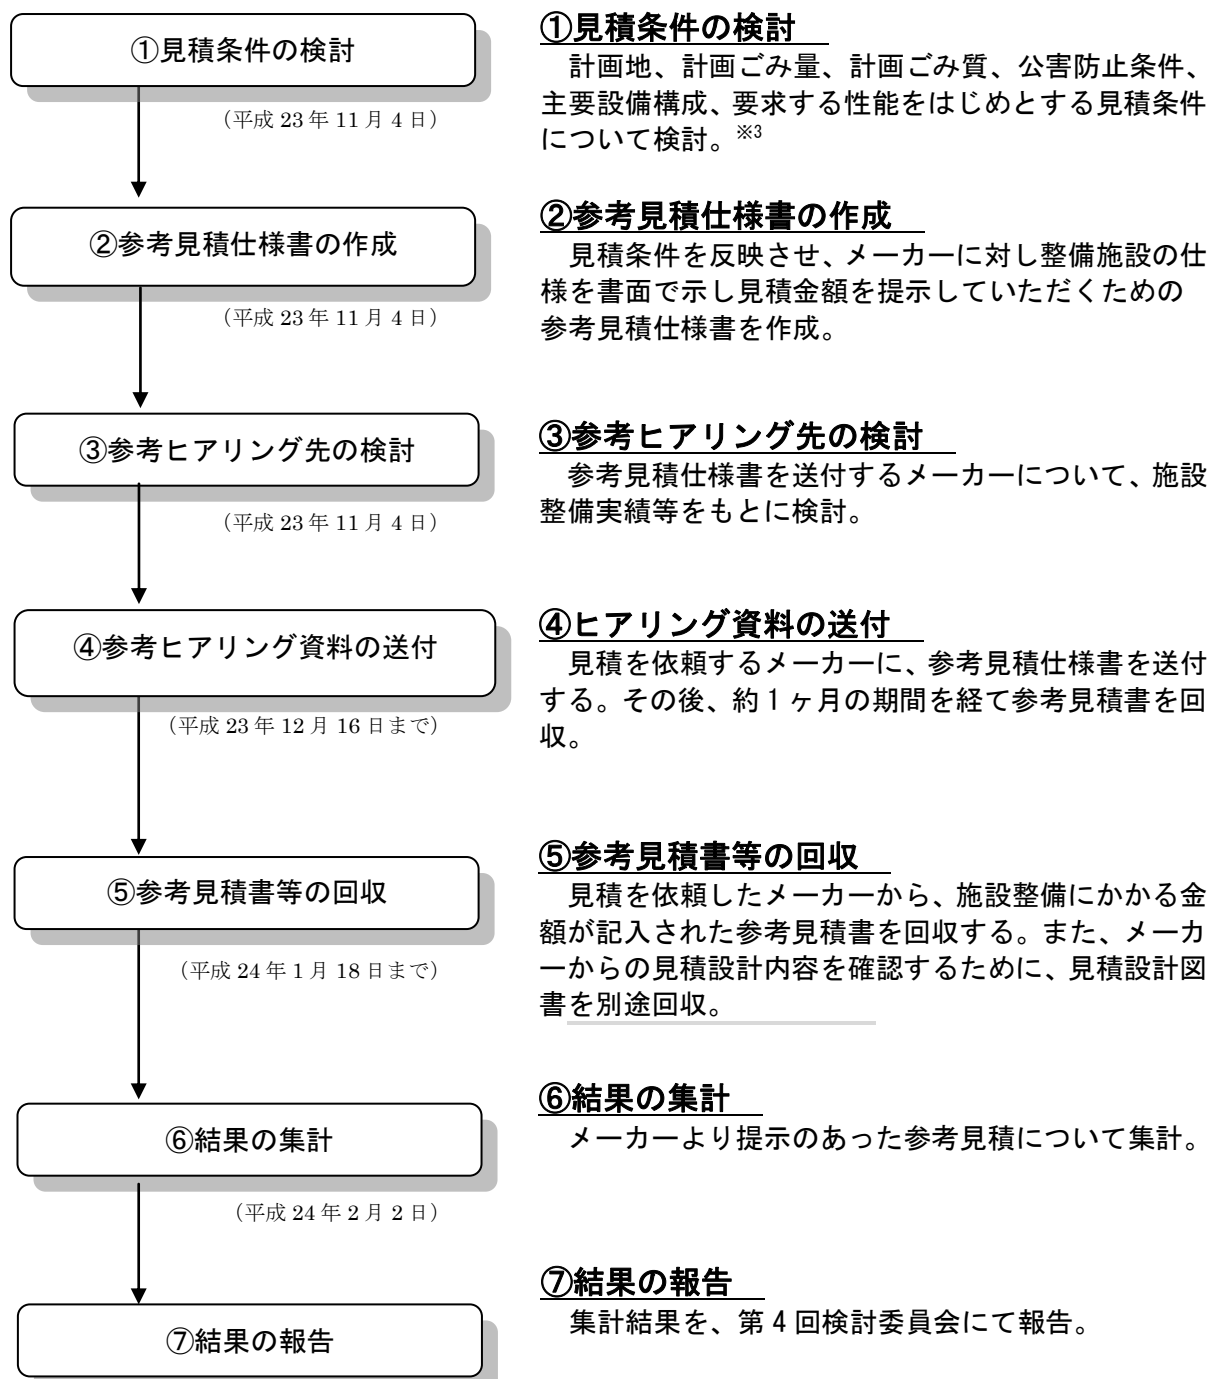 ①見積条件の検討
(平成 23 年 11 月 4 日)
①見積条件の検討
計画地、計画ごみ量、計画ごみ質、公害防止条件、
主要設備構成、要求する性能をはじめとする見積条件
について検討。※3
②参考見積仕様書の作成
(平成 23 年 11 月 4 日)
②参考見積仕様書の作成
見積条件を反映させ、メーカーに対し整備施設の仕
様を書面で示し見積金額を提示していただくための
参考見積仕様書を作成。
③参考ヒアリング先の検討
(平成 23 年 11 月 4 日)
③参考ヒアリング先の検討
参考見積仕様書を送付するメーカーについて、施設
整備実績等をもとに検討。
④参考ヒアリング資料の送付
(平成 23 年 12 月 16 日まで)
④ヒアリング資料の送付
見積を依頼するメーカーに、参考見積仕様書を送付
する。その後、約 1 ヶ月の期間を経て参考見積書を回
収。
⑤参考見積書等の回収
(平成 24 年 1 月 18 日まで)
⑤参考見積書等の回収
見積を依頼したメーカーから、施設整備にかかる金
額が記入された参考見積書を回収する。また、メーカ
ーからの見積設計内容を確認するために、見積設計図
書を別途回収。
⑥結果の集計
(平成 24 年 2 月 2 日)
⑥結果の集計
メーカーより提示のあった参考見積について集計。
⑦結果の報告
⑦結果の報告
集計結果を、第 4 回検討委員会にて報告。